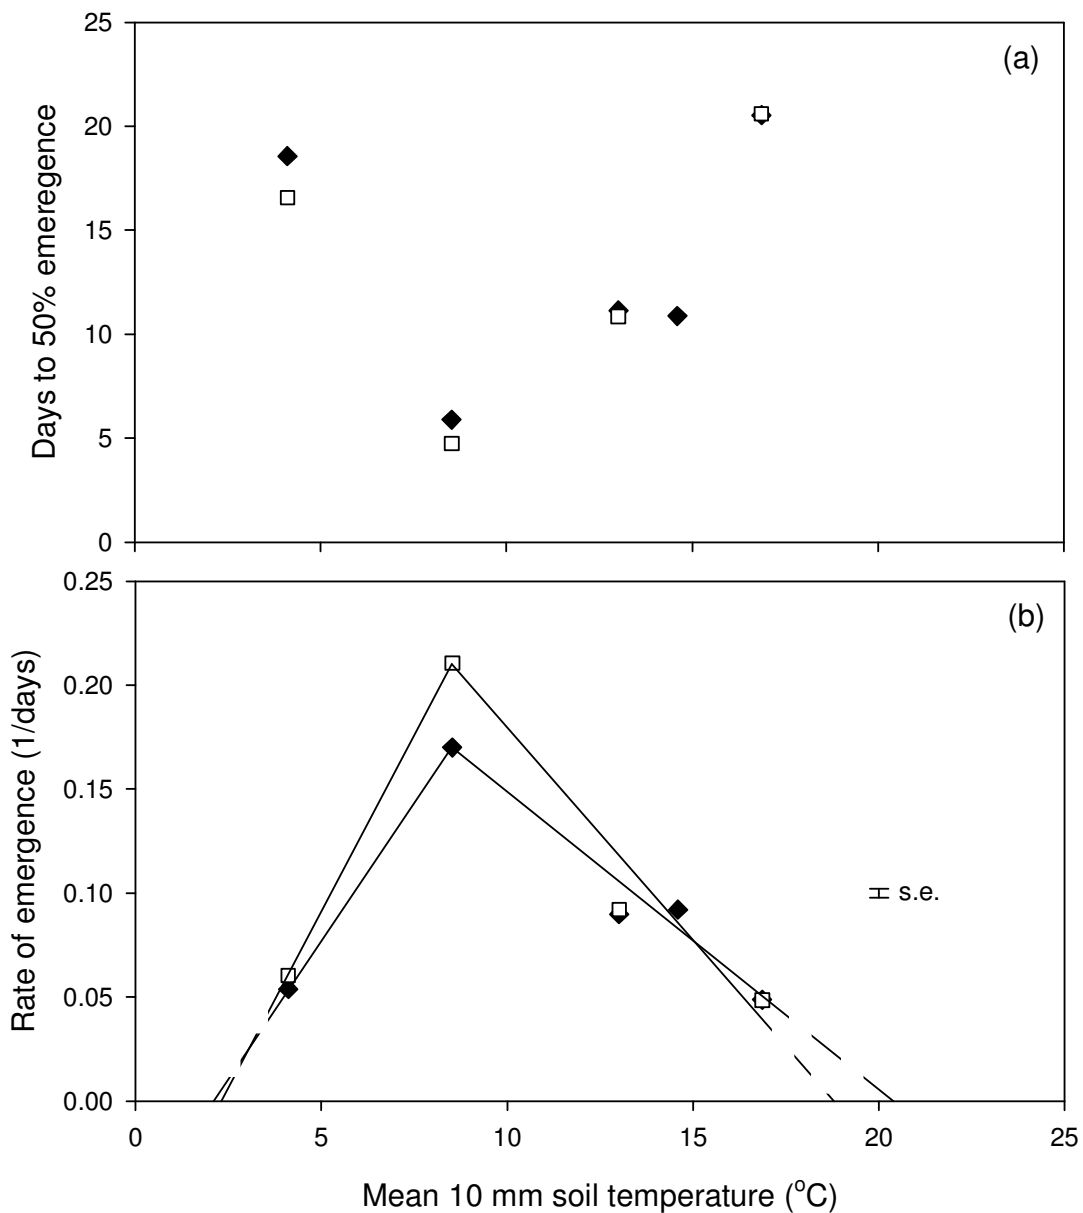 25
(a)
20
15
10
5
0
Days to 50% emeregence
0.25
(b)
0.20
0.15
0.10
s.e.
0.05
0.00
Rate of emergence (1/days)
0 5 10 15 20 25
Mean 10 mm soil temperature (°C)